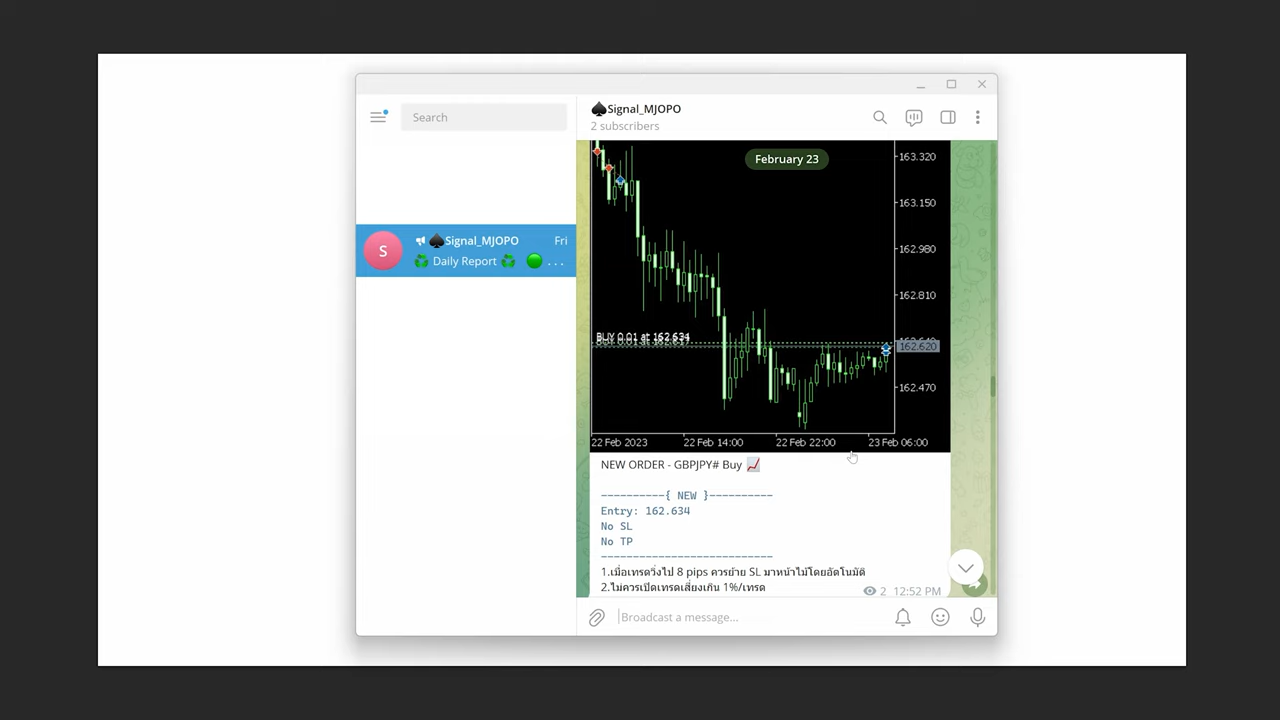 Search
♠Signal_MJOPO
2 subscribers
♠Signal_MJOPO
Fri
♻ Daily Report ♻ 🟢 ...
February 23
163.320
163.150
162.980
162.810
BUY 0.01 at 162.634
162.620
162.470
22 Feb 2023
22 Feb 14:00
22 Feb 22:00
23 Feb 06:00
NEW ORDER - GBPJPY# Buy 📈
----------{ NEW }----------
Entry: 162.634
No SL
No TP
---------------------------
1.เมื่อเทรดวิ่งไป 8 pips ควรย้าย SL มาหน้าไม้โดยอัตโนมัติ
2.ไม่ควรเปิดเทรดเสี่ยงเกิน 1%/เทรด
2 12:52 PM
Broadcast a message...
S